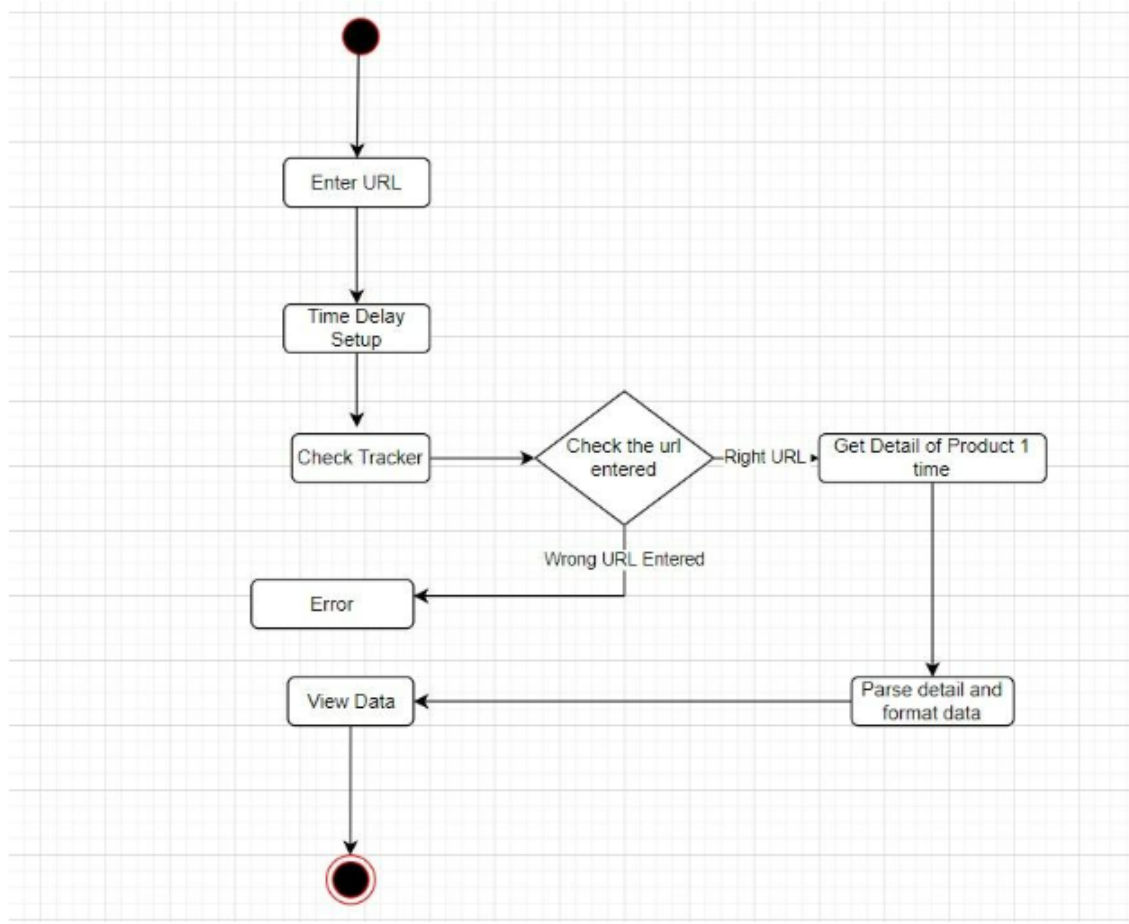 Enter URL
Time Delay
Setup
Check Tracker
Check the url
entered
Right URL
Get Detail of Product 1
time
Wrong URL Entered
Error
View Data
Parse detail and
format data